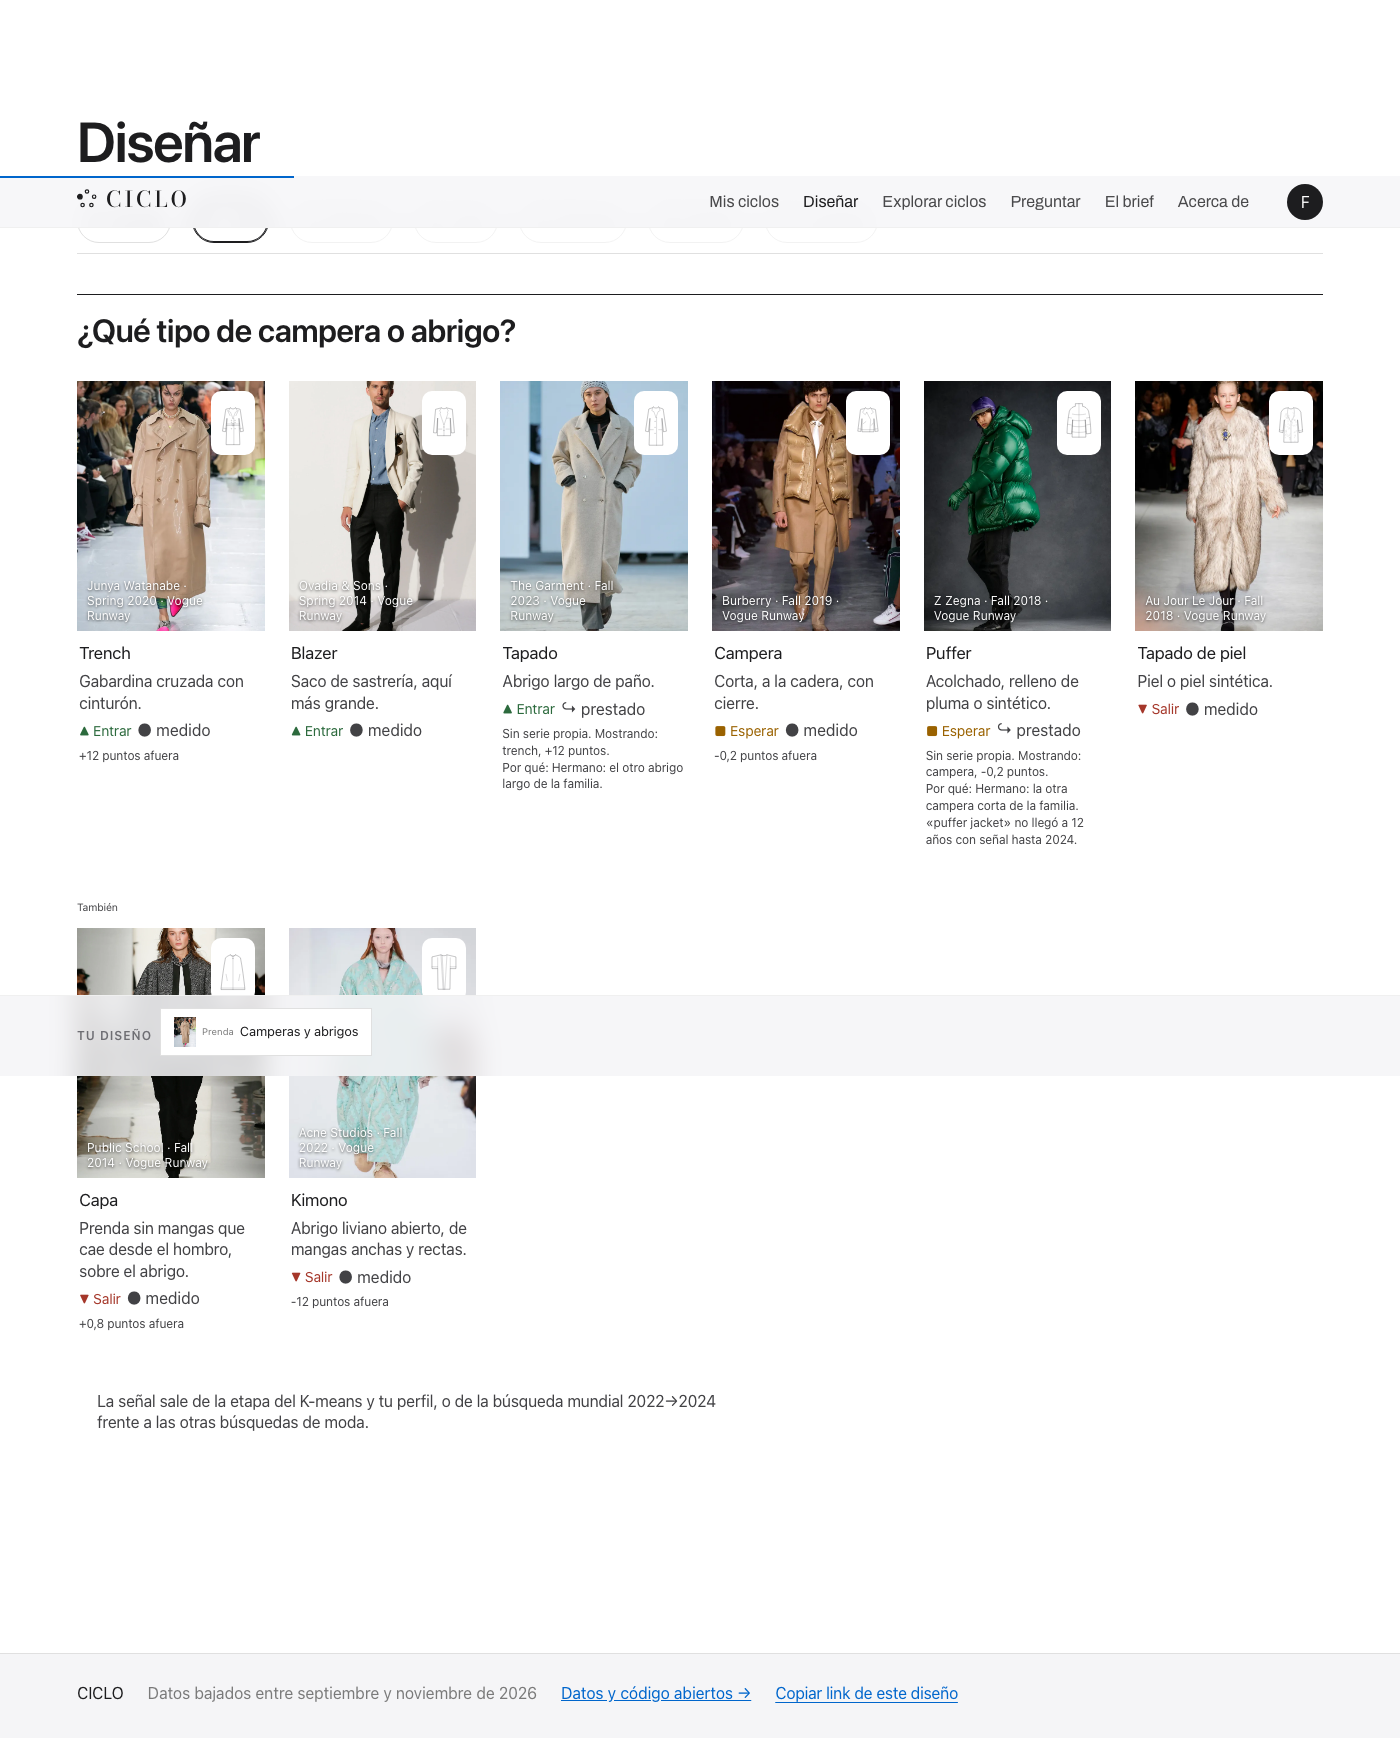 Diseñar
CICLO
Mis ciclos
Diseñar
Explorar ciclos
Preguntar
El brief
Acerca de
F
¿Qué tipo de campera o abrigo?
Junya Watanabe ·
Spring 2020 · Vogue
Runway
Ovadia & Sons ·
Spring 2014 · Vogue
Runway
The Garment · Fall
2023 · Vogue
Runway
Burberry · Fall 2019 ·
Vogue Runway
Z Zegna · Fall 2018 ·
Vogue Runway
Au Jour Le Jour · Fall
2018 · Vogue Runway
Trench
Gabardina cruzada con
cinturón.
▲ Entrar ● medido
+12 puntos afuera
Blazer
Saco de sastrería, aquí
más grande.
▲ Entrar ● medido
Tapado
Abrigo largo de paño.
▲ Entrar ↪ prestado
Sin serie propia. Mostrando:
trench, +12 puntos.
Por qué: Hermano: el otro abrigo
largo de la familia.
Campera
Corta, a la cadera, con
cierre.
■ Esperar ● medido
-0,2 puntos afuera
Puffer
Acolchado, relleno de
pluma o sintético.
■ Esperar ↪ prestado
Sin serie propia. Mostrando:
campera, -0,2 puntos.
Por qué: Hermano: la otra
campera corta de la familia.
«puffer jacket» no llegó a 12
años con señal hasta 2024.
Tapado de piel
Piel o piel sintética.
▼ Salir ● medido
También
TU DISEÑO
Prenda Camperas y abrigos
Public School · Fall
2014 · Vogue Runway
Acne Studios · Fall
2022 · Vogue
Runway
Capa
Prenda sin mangas que
cae desde el hombro,
sobre el abrigo.
▼ Salir ● medido
+0,8 puntos afuera
Kimono
Abrigo liviano abierto, de
mangas anchas y rectas.
▼ Salir ● medido
-12 puntos afuera
La señal sale de la etapa del K-means y tu perfil, o de la búsqueda mundial 2022→2024
frente a las otras búsquedas de moda.
CICLO
Datos bajados entre septiembre y noviembre de 2026
Datos y código abiertos →
Copiar link de este diseño